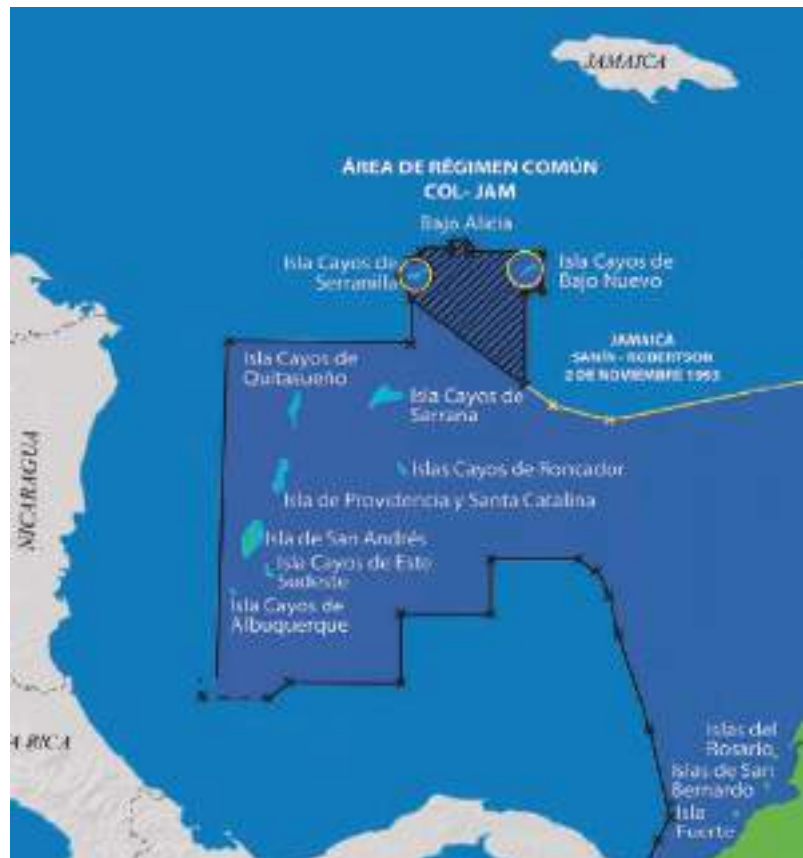 JAMAICA
ÁREA DE RÉGIMEN COMÚN
COL- JAM
Bajo Alicia
Isla Cayos de
Serranilla
Isla Cayos de
Bajo Nuevo
JAMAICA
SANÍN - ROBERTSON
2 DE NOVIEMBRE 1993
Isla Cayos de
Quitasueño
Isla Cayos de
Serrana
Islas Cayos de Roncador
Isla de Providencia y Santa Catalina
NICARAGUA
Isla de San Andrés
Isla Cayos de Este
Sudeste
Isla Cayos de
Albuquerque
A RICA
Islas del
Rosario,
Islas de San
Bernardo
Isla
Fuerte